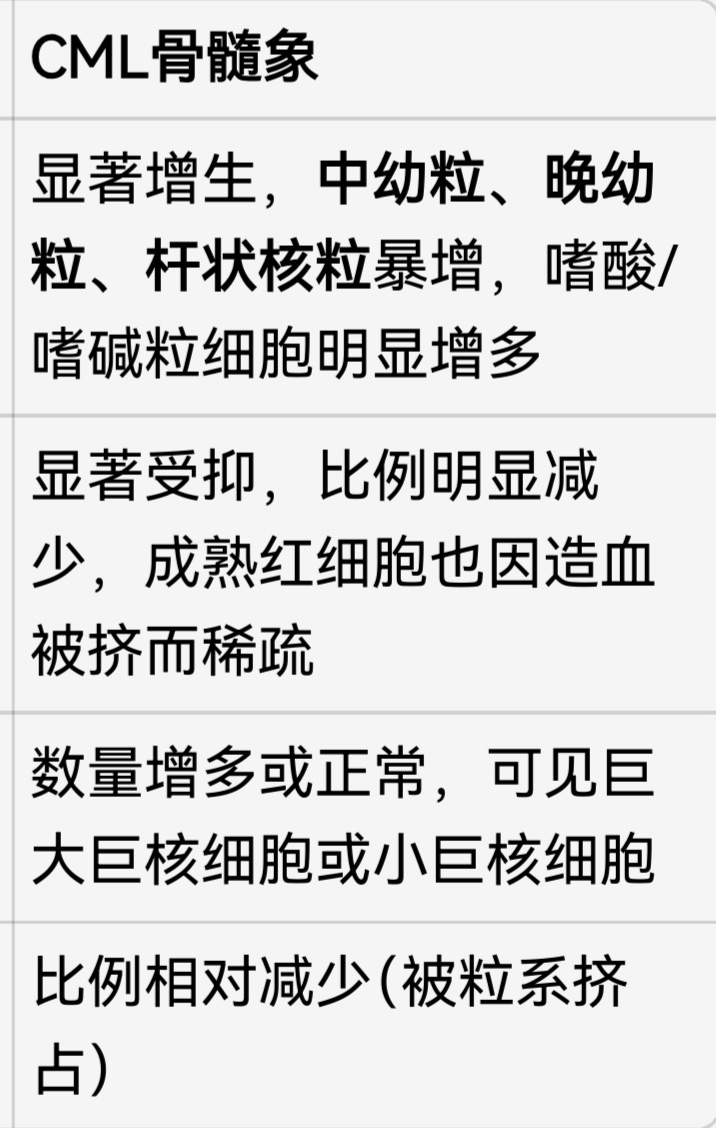 CML骨髓象
显著增生，中幼粒、晚幼
粒、杆状核粒暴增，嗜酸/
嗜碱粒细胞明显增多
显著受抑，比例明显减
少，成熟红细胞也因造血
被挤而稀疏
数量增多或正常，可见巨
大巨核细胞或小巨核细胞
比例相对减少(被粒系挤
占)